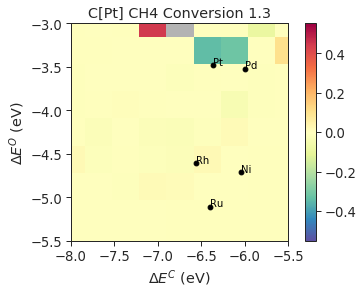 C[Pt] CH4 Conversion 1.3
−3.0
−3.5
−4.0
−4.5
−5.0
−5.5
ΔE^O (eV)
Pt
Pd
Rh
Ni
Ru
0.4
0.2
0.0
−0.2
−0.4
−8.0 −7.5 −7.0 −6.5 −6.0 −5.5
ΔE^C (eV)